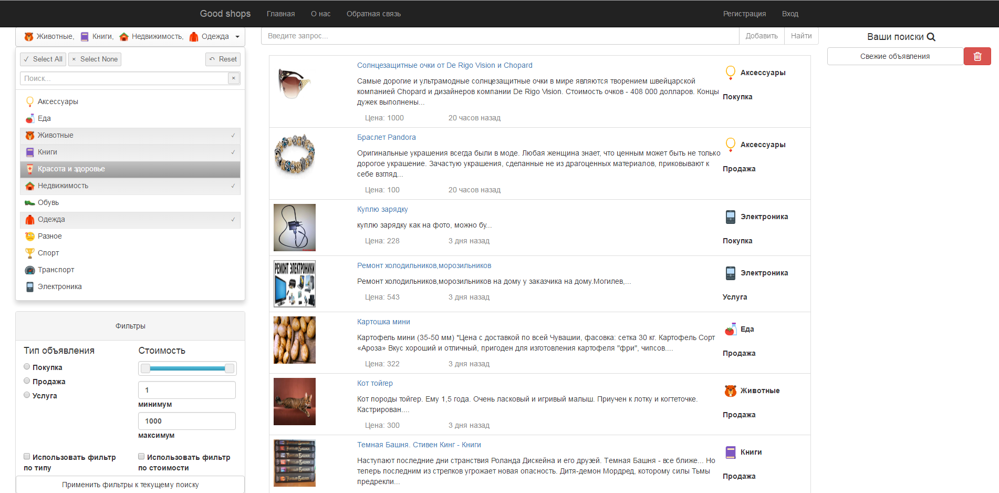 Good shops Главная О нас Обратная связь Регистрация Вход
Животные, Книги, Недвижимость, Одежда
Select All × Select None Reset
Поиск...
Аксессуары
Еда
Животные
Книги
Красота и здоровье
Недвижимость
Обувь
Одежда
Разное
Спорт
Транспорт
Электроника
Фильтры
Тип объявления
Покупка
Продажа
Услуга
Стоимость
1
минимум
1000
максимум
Использовать фильтр
по типу
Использовать фильтр
по стоимости
Применить фильтры к текущему поиску
Введите запрос... Добавить Найти
Солнцезащитные очки от De Rigo Vision и Chopard
Самые дорогие и ультрамодные солнцезащитные очки в мире являются творением швейцарской
компанией Chopard и дизайнеров компании De Rigo Vision. Стоимость очков - 408 000 долларов. Концы
дужек выполнены...
Цена: 1000 20 часов назад
Аксессуары
Покупка
Браслет Pandora
Оригинальные украшения всегда были в моде. Любая женщина знает, что ценным может быть не только
дорогое украшение. Зачастую украшения, сделанные не из драгоценных материалов, приковывают к
себе взгляд...
Цена: 100 20 часов назад
Аксессуары
Продажа
Куплю зарядку
куплю зарядку как на фото, можно бу...
Цена: 228 3 дня назад
Электроника
Покупка
РЕМОНТ ЭЛЕКТРОНИКИ
Ремонт холодильников,морозильников
Ремонт холодильников,морозильников на дому у заказчика на дому.Могилев,...
Цена: 543 3 дня назад
Электроника
Услуга
Картошка мини
Картофель мини (35-50 мм) *Цена с доставкой по всей Чувашии, фасовка: сетка 30 кг. Картофель Сорт
«Ароза» Вкус хороший и отличный, пригоден для изготовления картофеля "фри", чипсов....
Цена: 322 3 дня назад
Еда
Продажа
Кот тойгер
Кот породы тойгер. Ему 1,5 года. Очень ласковый и игривый малыш. Приучен к лотку и когтеточке.
Кастрирован....
Цена: 300 3 дня назад
Животные
Продажа
Темная Башня. Стивен Кинг - Книги
Наступают последние дни странствия Роланда Дискейна и его друзей. Темная Башня - все ближе... Но
теперь последним из стрелков угрожает новая опасность. Дитя-демон Мордред, которому силы Тьмы
предрекли...
Книги
Продажа
Ваши поиски
Свежие объявления